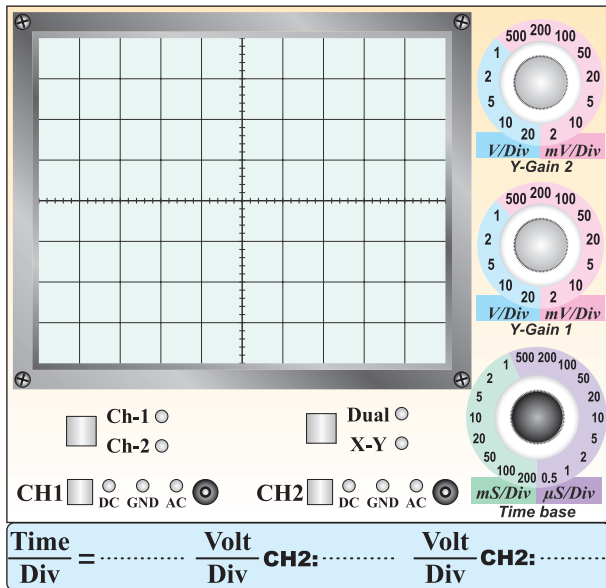 500 200 100
1 50
2 20
5 10
10 5
20 2
V/Div mV/Div
Y-Gain 2
500 200 100
1 50
2 20
5 10
10 5
20 2
V/Div mV/Div
Y-Gain 1
1 500 200 100
2 50
5 20
10 10
20 5
50 2
100 200 0.5 1
mS/Div µS/Div
Time base
Ch-1
Ch-2
Dual
X-Y
CH1 DC GND AC
CH2 DC GND AC
Time
Div
= ............
Volt
Div
CH2:..........
Volt
Div
CH2:..........